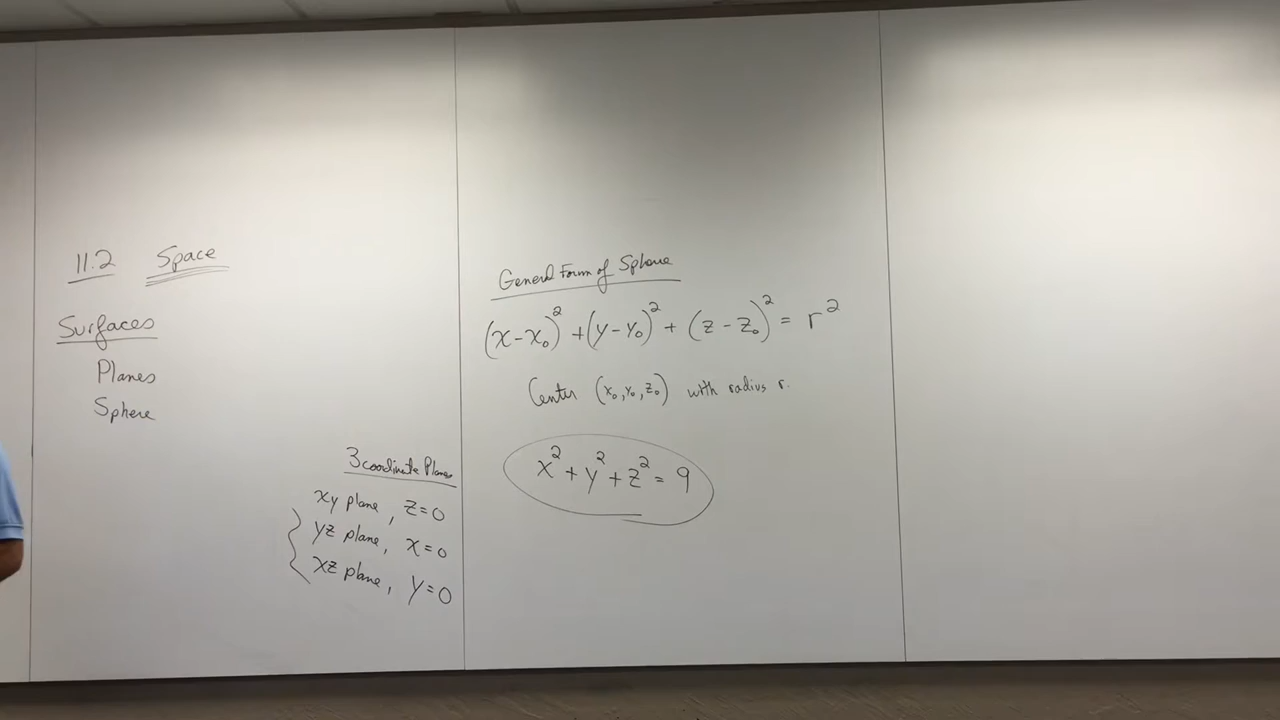 11.2 Space
Surfaces
Planes
Sphere
3 coordinate Planes
xy plane, z=0
yz plane, x=0
xz plane, y=0
General Form of Sphere
(x-x₀)² + (y-y₀)² + (z-z₀)² = r²
Center (x₀, y₀, z₀) with radius r.
x² + y² + z² = 9